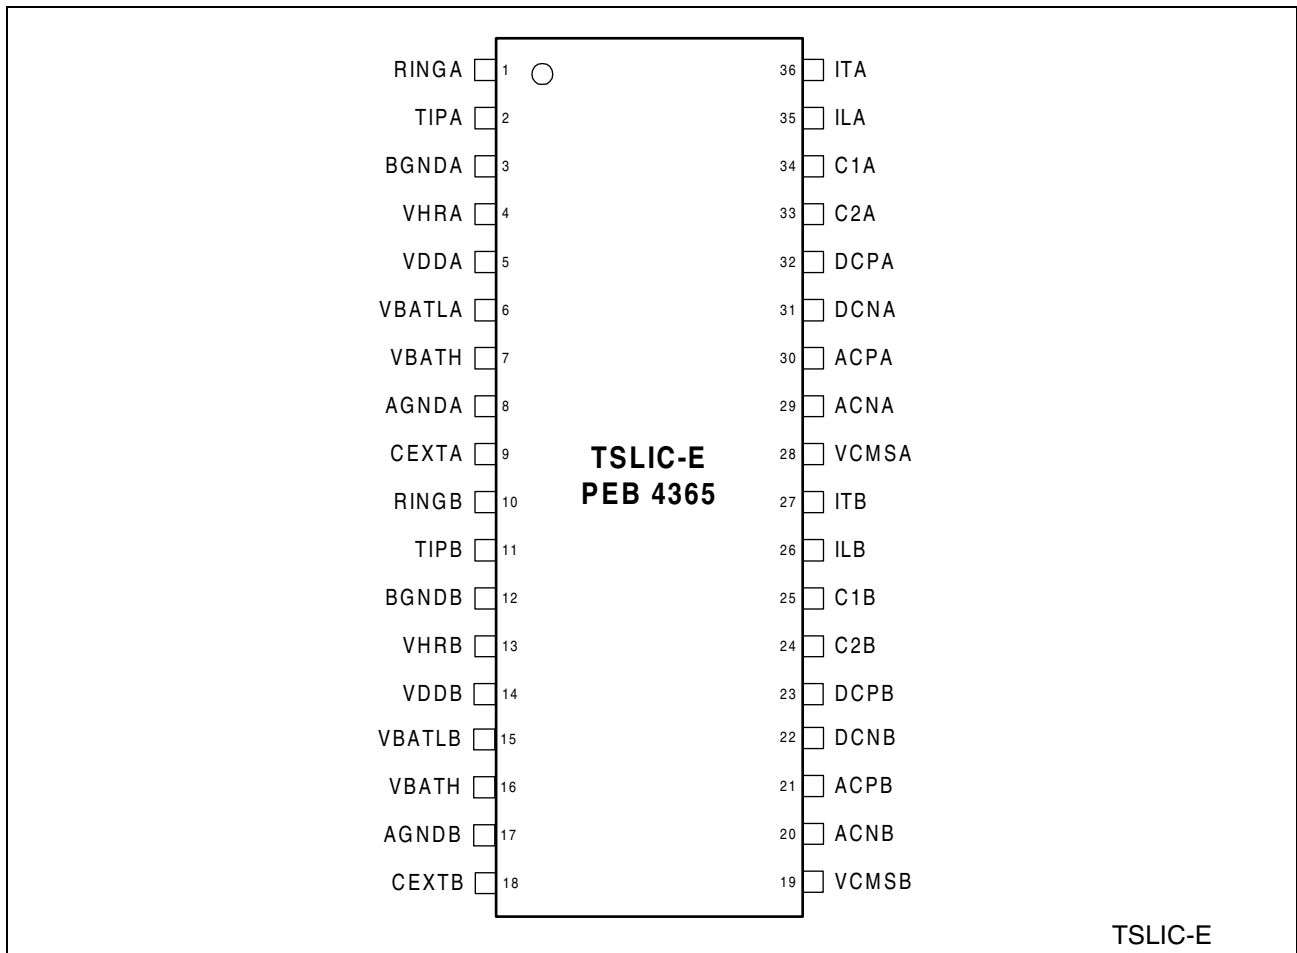 RINGA 1 36 ITA
TIPA 2 35 ILA
BGNDA 3 34 C1A
VHRA 4 33 C2A
VDDA 5 32 DCPA
VBATLA 6 31 DCNA
VBATH 7 30 ACPA
AGNDA 8 29 ACNA
CEXTA 9 TSLIC-E 28 VCMSA
RINGB 10 PEB 4365 27 ITB
TIPB 11 26 ILB
BGNDB 12 25 C1B
VHRB 13 24 C2B
VDDB 14 23 DCPB
VBATLB 15 22 DCNB
VBATH 16 21 ACPB
AGNDB 17 20 ACNB
CEXTB 18 19 VCMSB
TSLIC-E